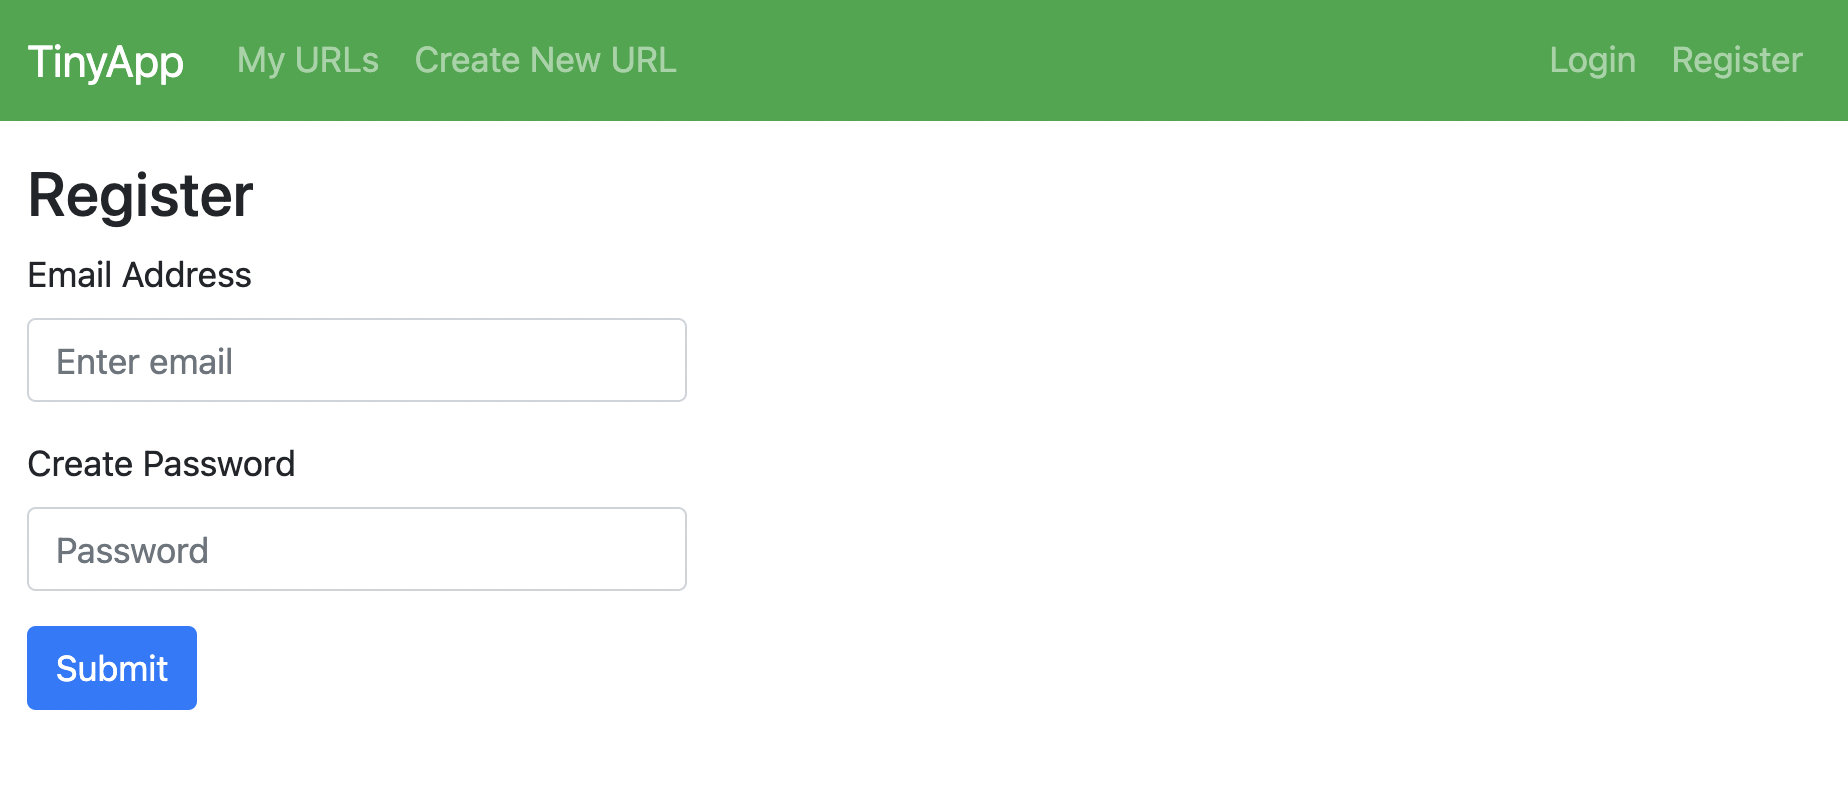 TinyApp My URLs Create New URL Login Register
Register
Email Address
Enter email
Create Password
Password
Submit